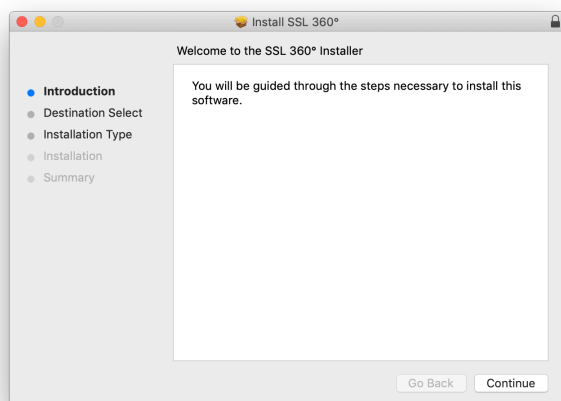 Install SSL 360°
Welcome to the SSL 360° Installer
You will be guided through the steps necessary to install this
software.
Introduction
Destination Select
Installation Type
Installation
Summary
Go Back
Continue